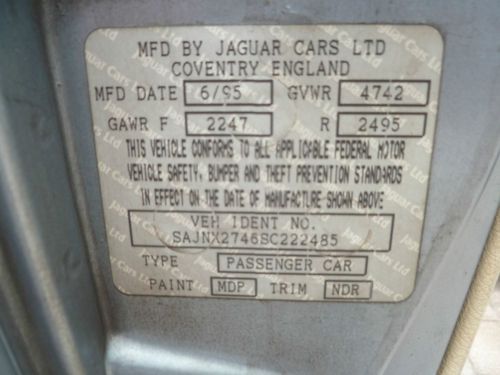 MFD BY JAGUAR CARS LTD
COVENTRY ENGLAND
MFD DATE 6/95 GVWR 4742
GAWR F 2247 R 2495
THIS VEHICLE CONFORMS TO ALL APPLICABLE FEDERAL MOTOR
VEHICLE SAFETY, BUMPER AND THEFT PREVENTION STANDARDS
IN EFFECT ON THE DATE OF MANUFACTURE SHOWN ABOVE
VEH IDENT NO.
SAJNX2746SC222485
TYPE PASSENGER CAR
PAINT MDP TRIM NDR